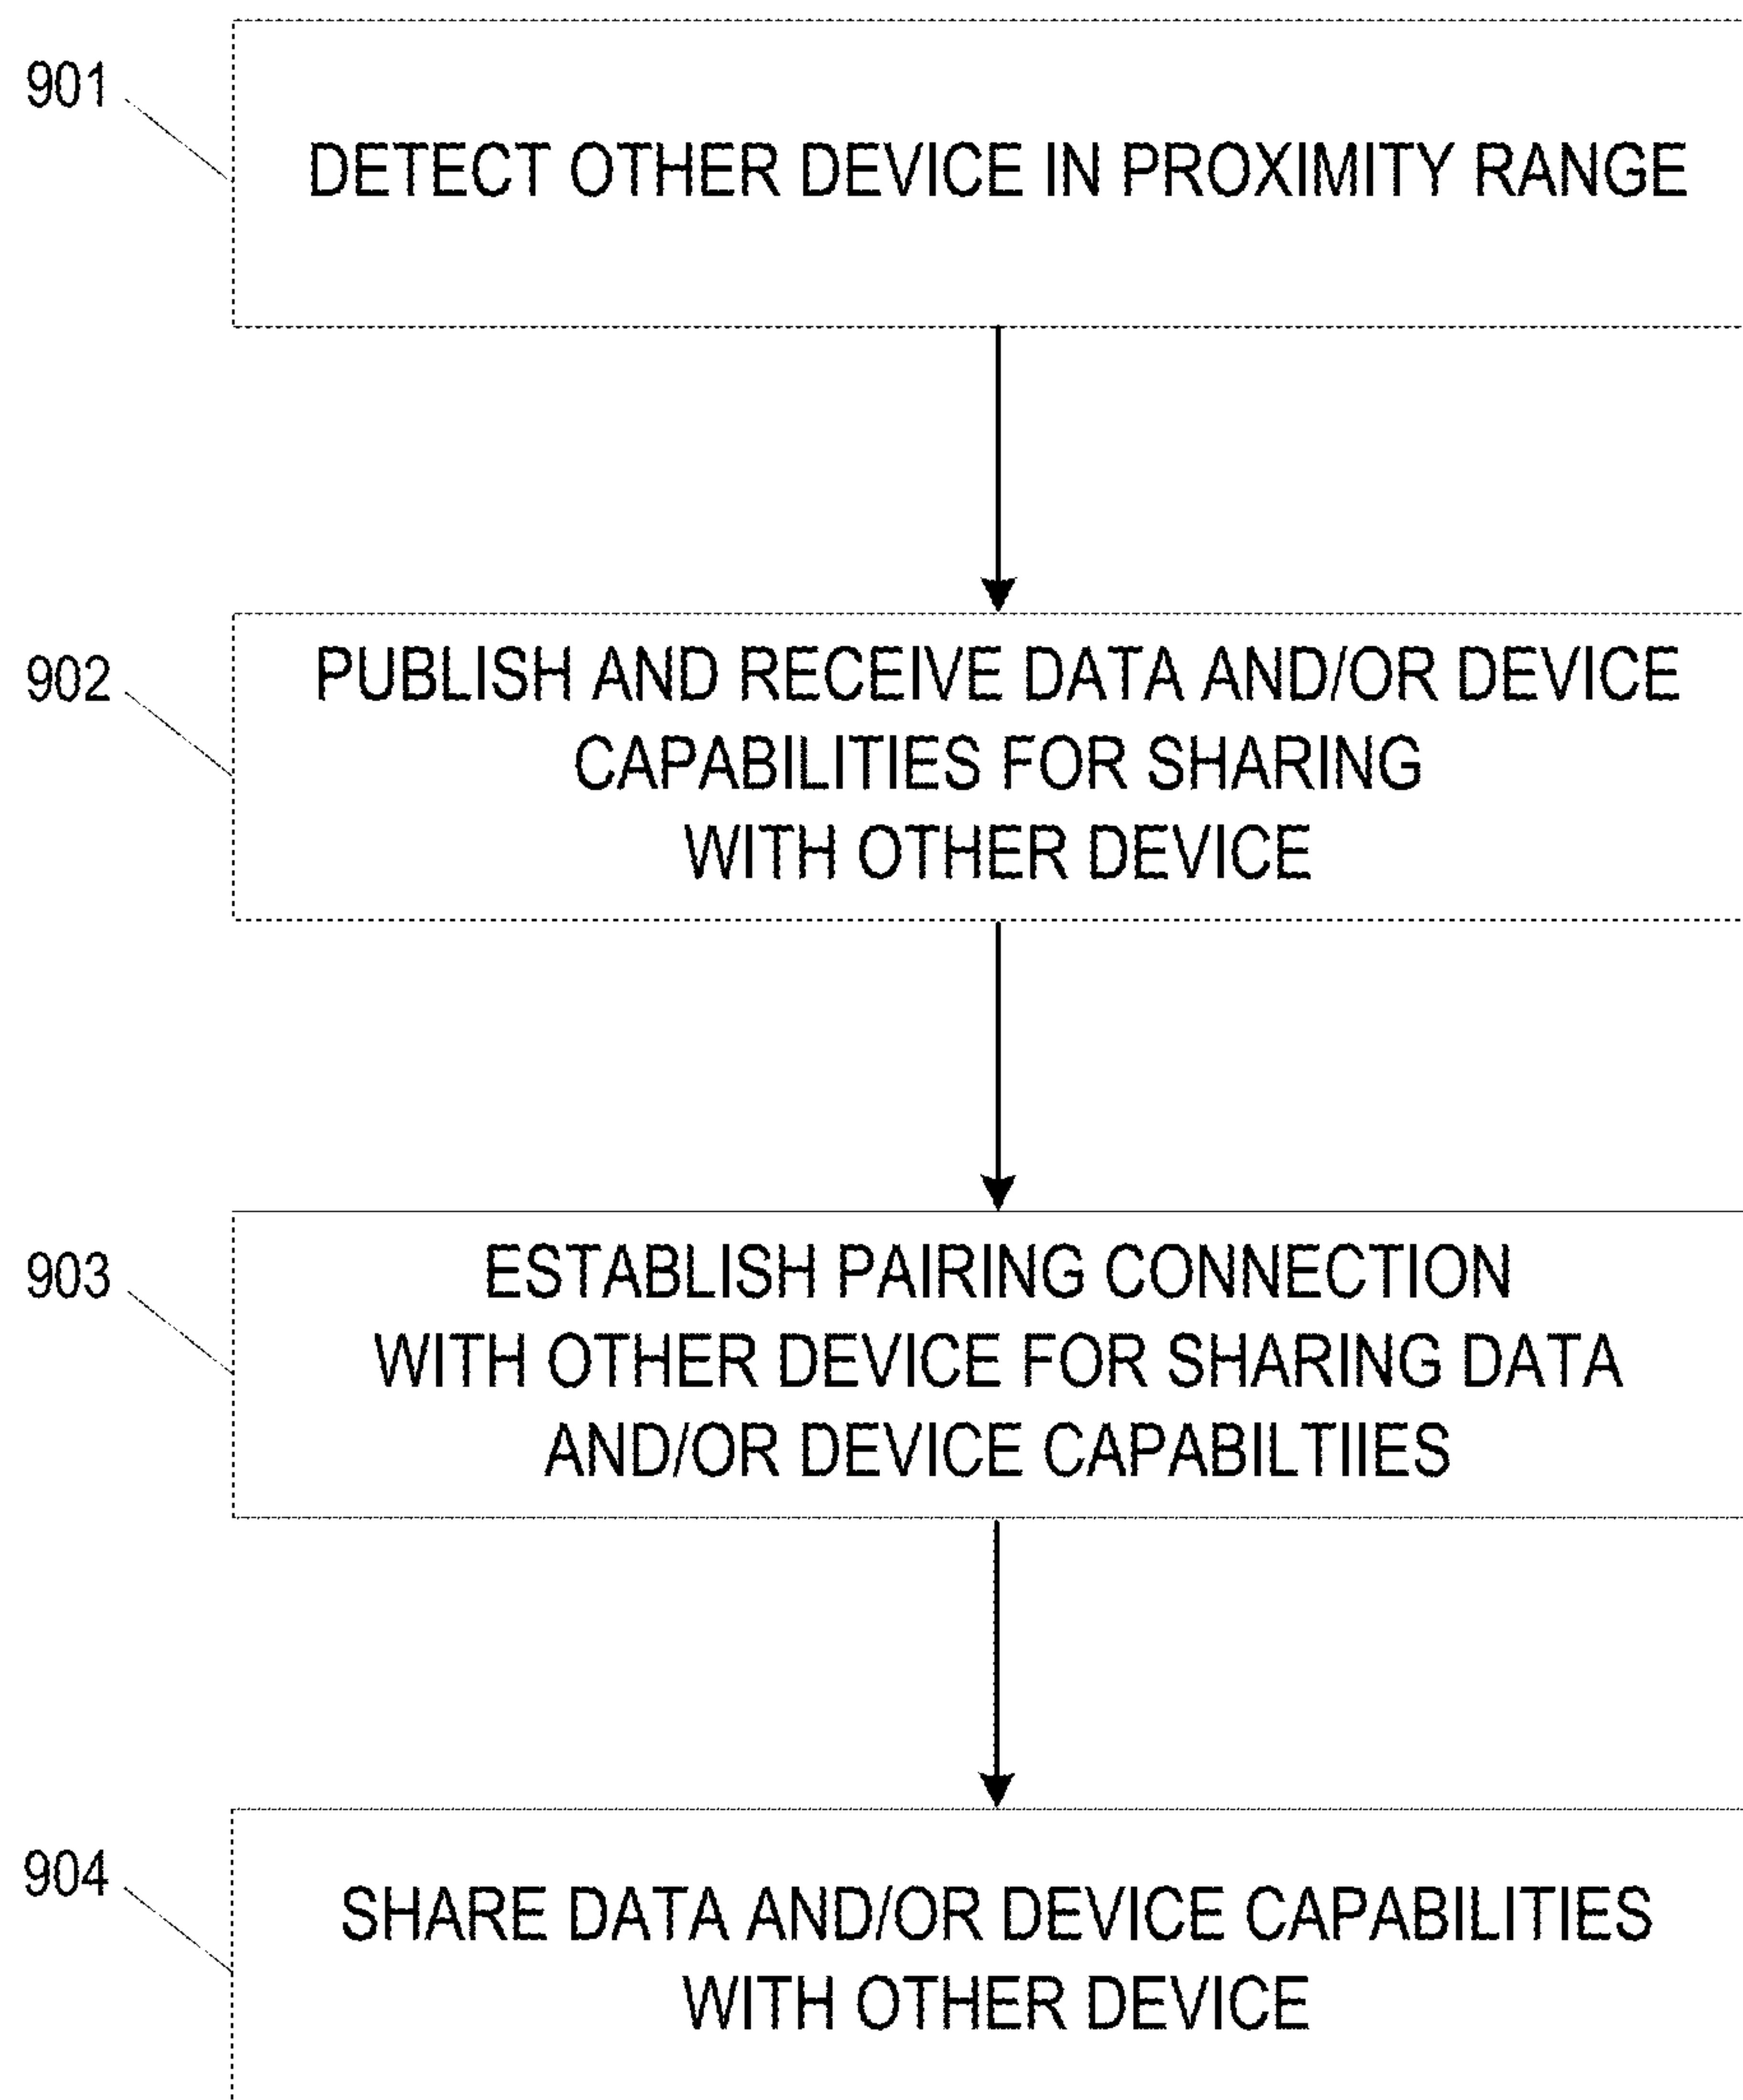 901
DETECT OTHER DEVICE IN PROXIMITY RANGE
902
PUBLISH AND RECEIVE DATA AND/OR DEVICE
CAPABILITIES FOR SHARING
WITH OTHER DEVICE
903
ESTABLISH PAIRING CONNECTION
WITH OTHER DEVICE FOR SHARING DATA
AND/OR DEVICE CAPABILTIIES
904
SHARE DATA AND/OR DEVICE CAPABILITIES
WITH OTHER DEVICE